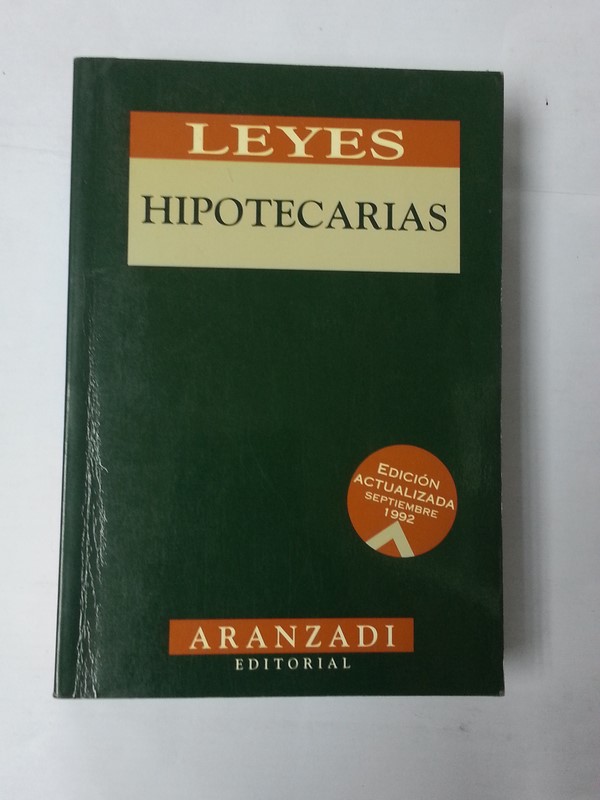 LEYES
HIPOTECARIAS
EDICIÓN
ACTUALIZADA
SEPTIEMBRE
1992
ARANZADI
EDITORIAL